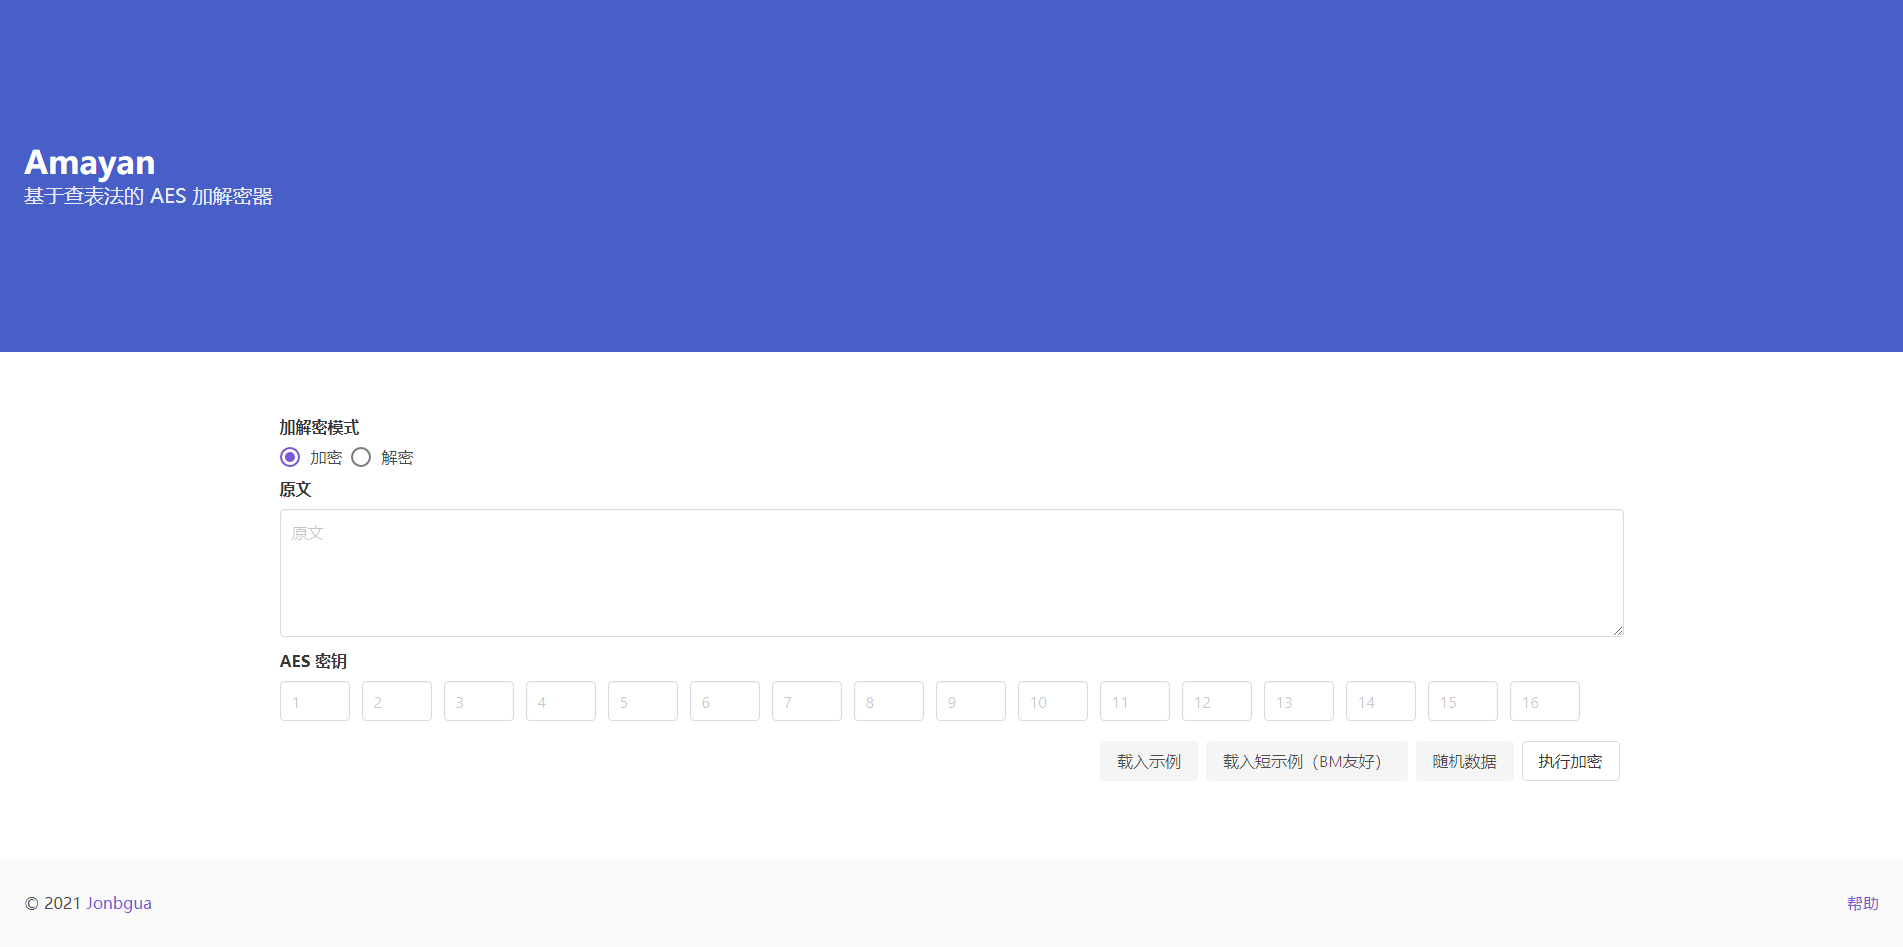 Amayan
基于查表法的 AES 加解密器
加解密模式
加密 解密
原文
原文
AES 密钥
1 2 3 4 5 6 7 8 9 10 11 12 13 14 15 16
载入示例 载入短示例（BM友好） 随机数据 执行加密
© 2021 Jonbgua 帮助